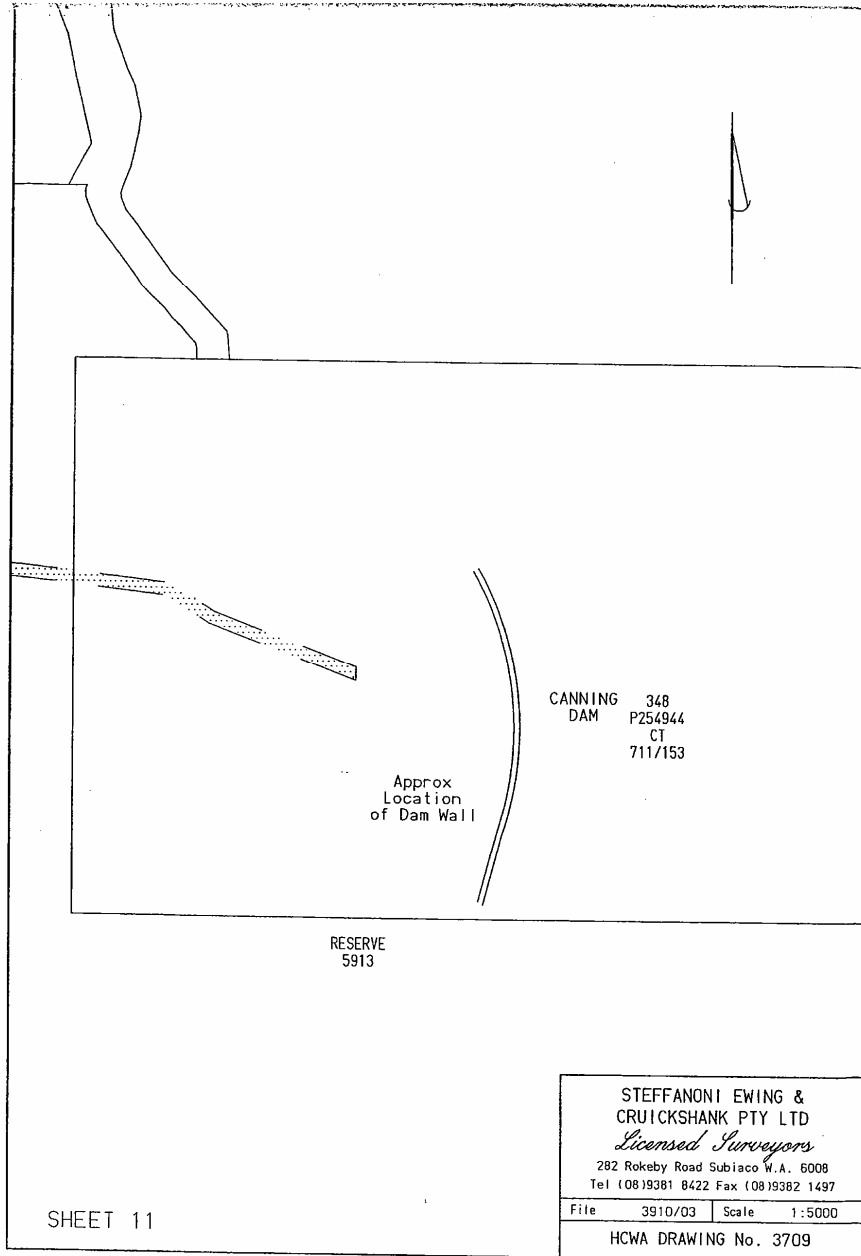 CANNING 348
DAM P254944
CT
711/153
Approx
Location
of Dam Wall
RESERVE
5913
STEFFANONI EWING &
CRUICKSHANK PTY LTD
Licensed Surveyors
282 Rokeby Road Subiaco W.A. 6008
Tel (08)9381 8422 Fax (08)9382 1497
File 3910/03 Scale 1:5000
HCWA DRAWING No. 3709
SHEET 11